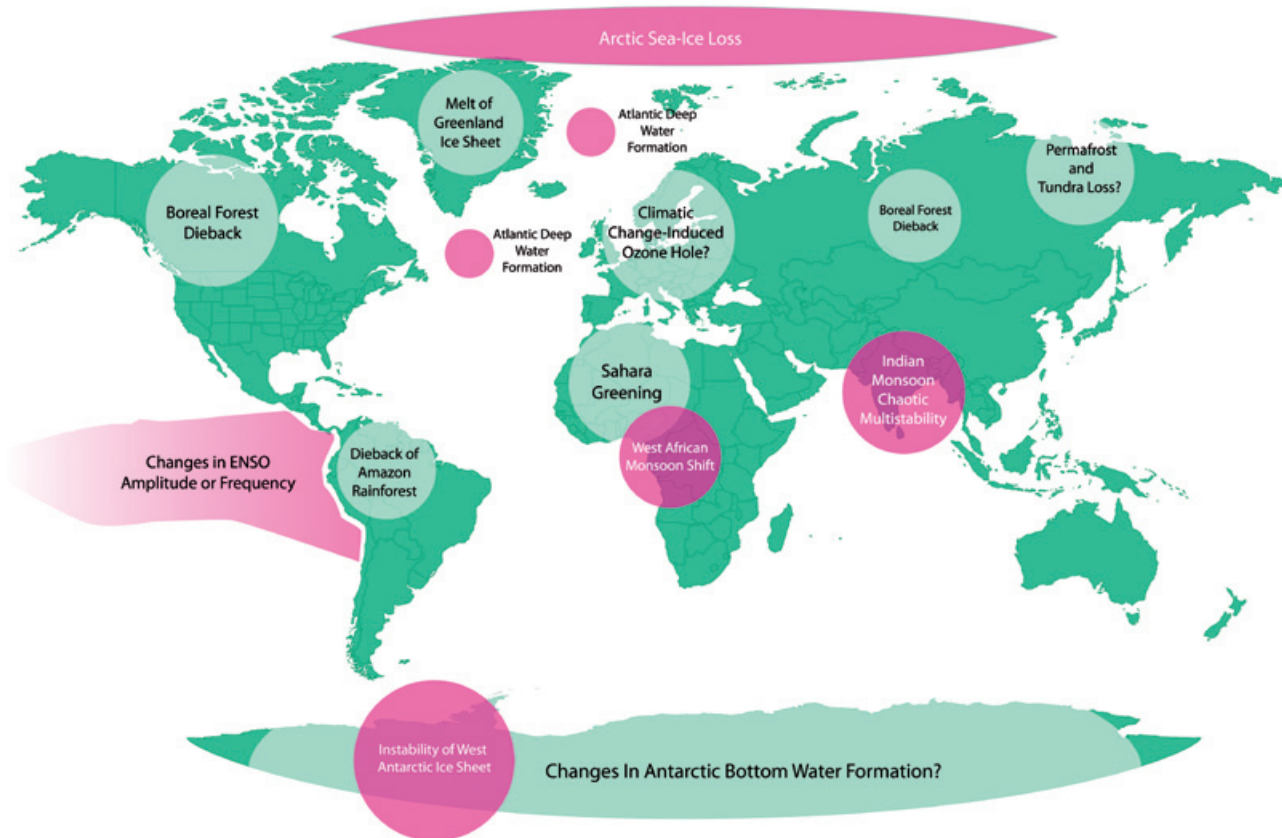 Arctic Sea-Ice Loss
Melt of
Greenland
Ice Sheet
Atlantic Deep
Water
Formation
Permafrost
and
Tundra Loss?
Boreal Forest
Dieback
Climatic
Change-Induced
Ozone Hole?
Boreal Forest
Dieback
Atlantic Deep
Water
Formation
Sahara
Greening
Indian
Monsoon
Chaotic
Multistability
Changes in ENSO
Amplitude or Frequency
Dieback of
Amazon
Rainforest
West African
Monsoon Shift
Instability of West
Antarctic Ice Sheet
Changes In Antarctic Bottom Water Formation?